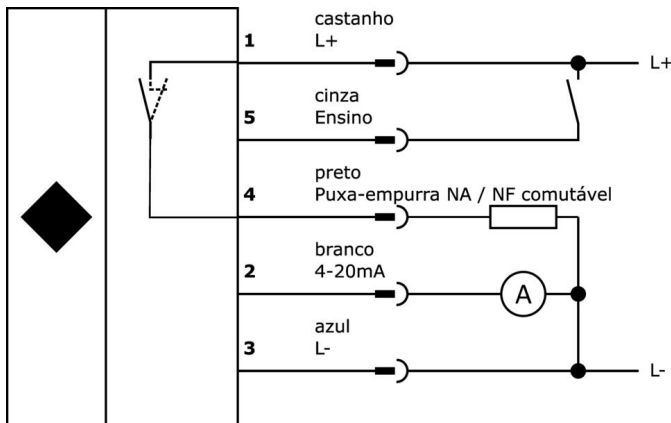 castanho
1 L+ L+
cinza
5 Ensino
preto
4 Puxa-empurra NA / NF comutável
branco
2 4-20mA
A
azul
3 L- L-